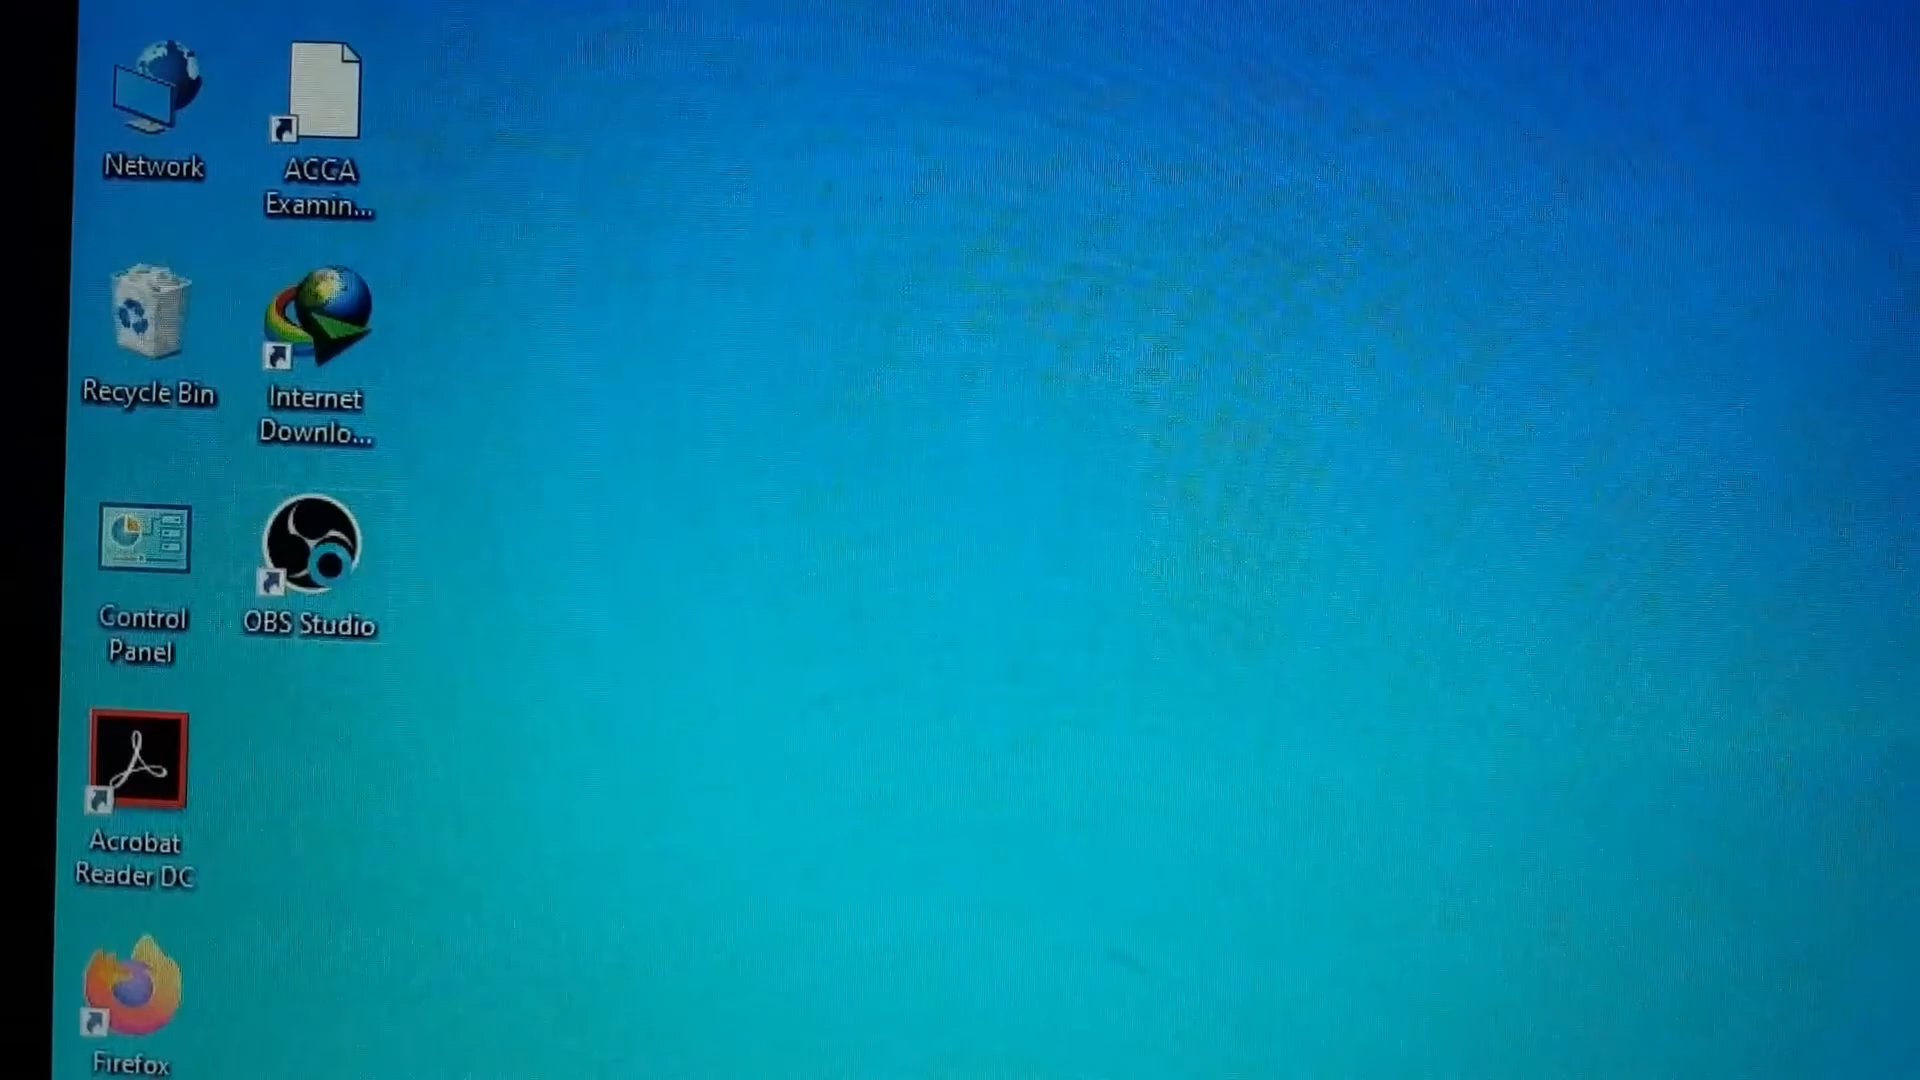 Network
Recycle Bin
Control
Panel
Acrobat
Reader DC
Firefox
ACCA
Examin...
Internet
Downlo...
OBS Studio